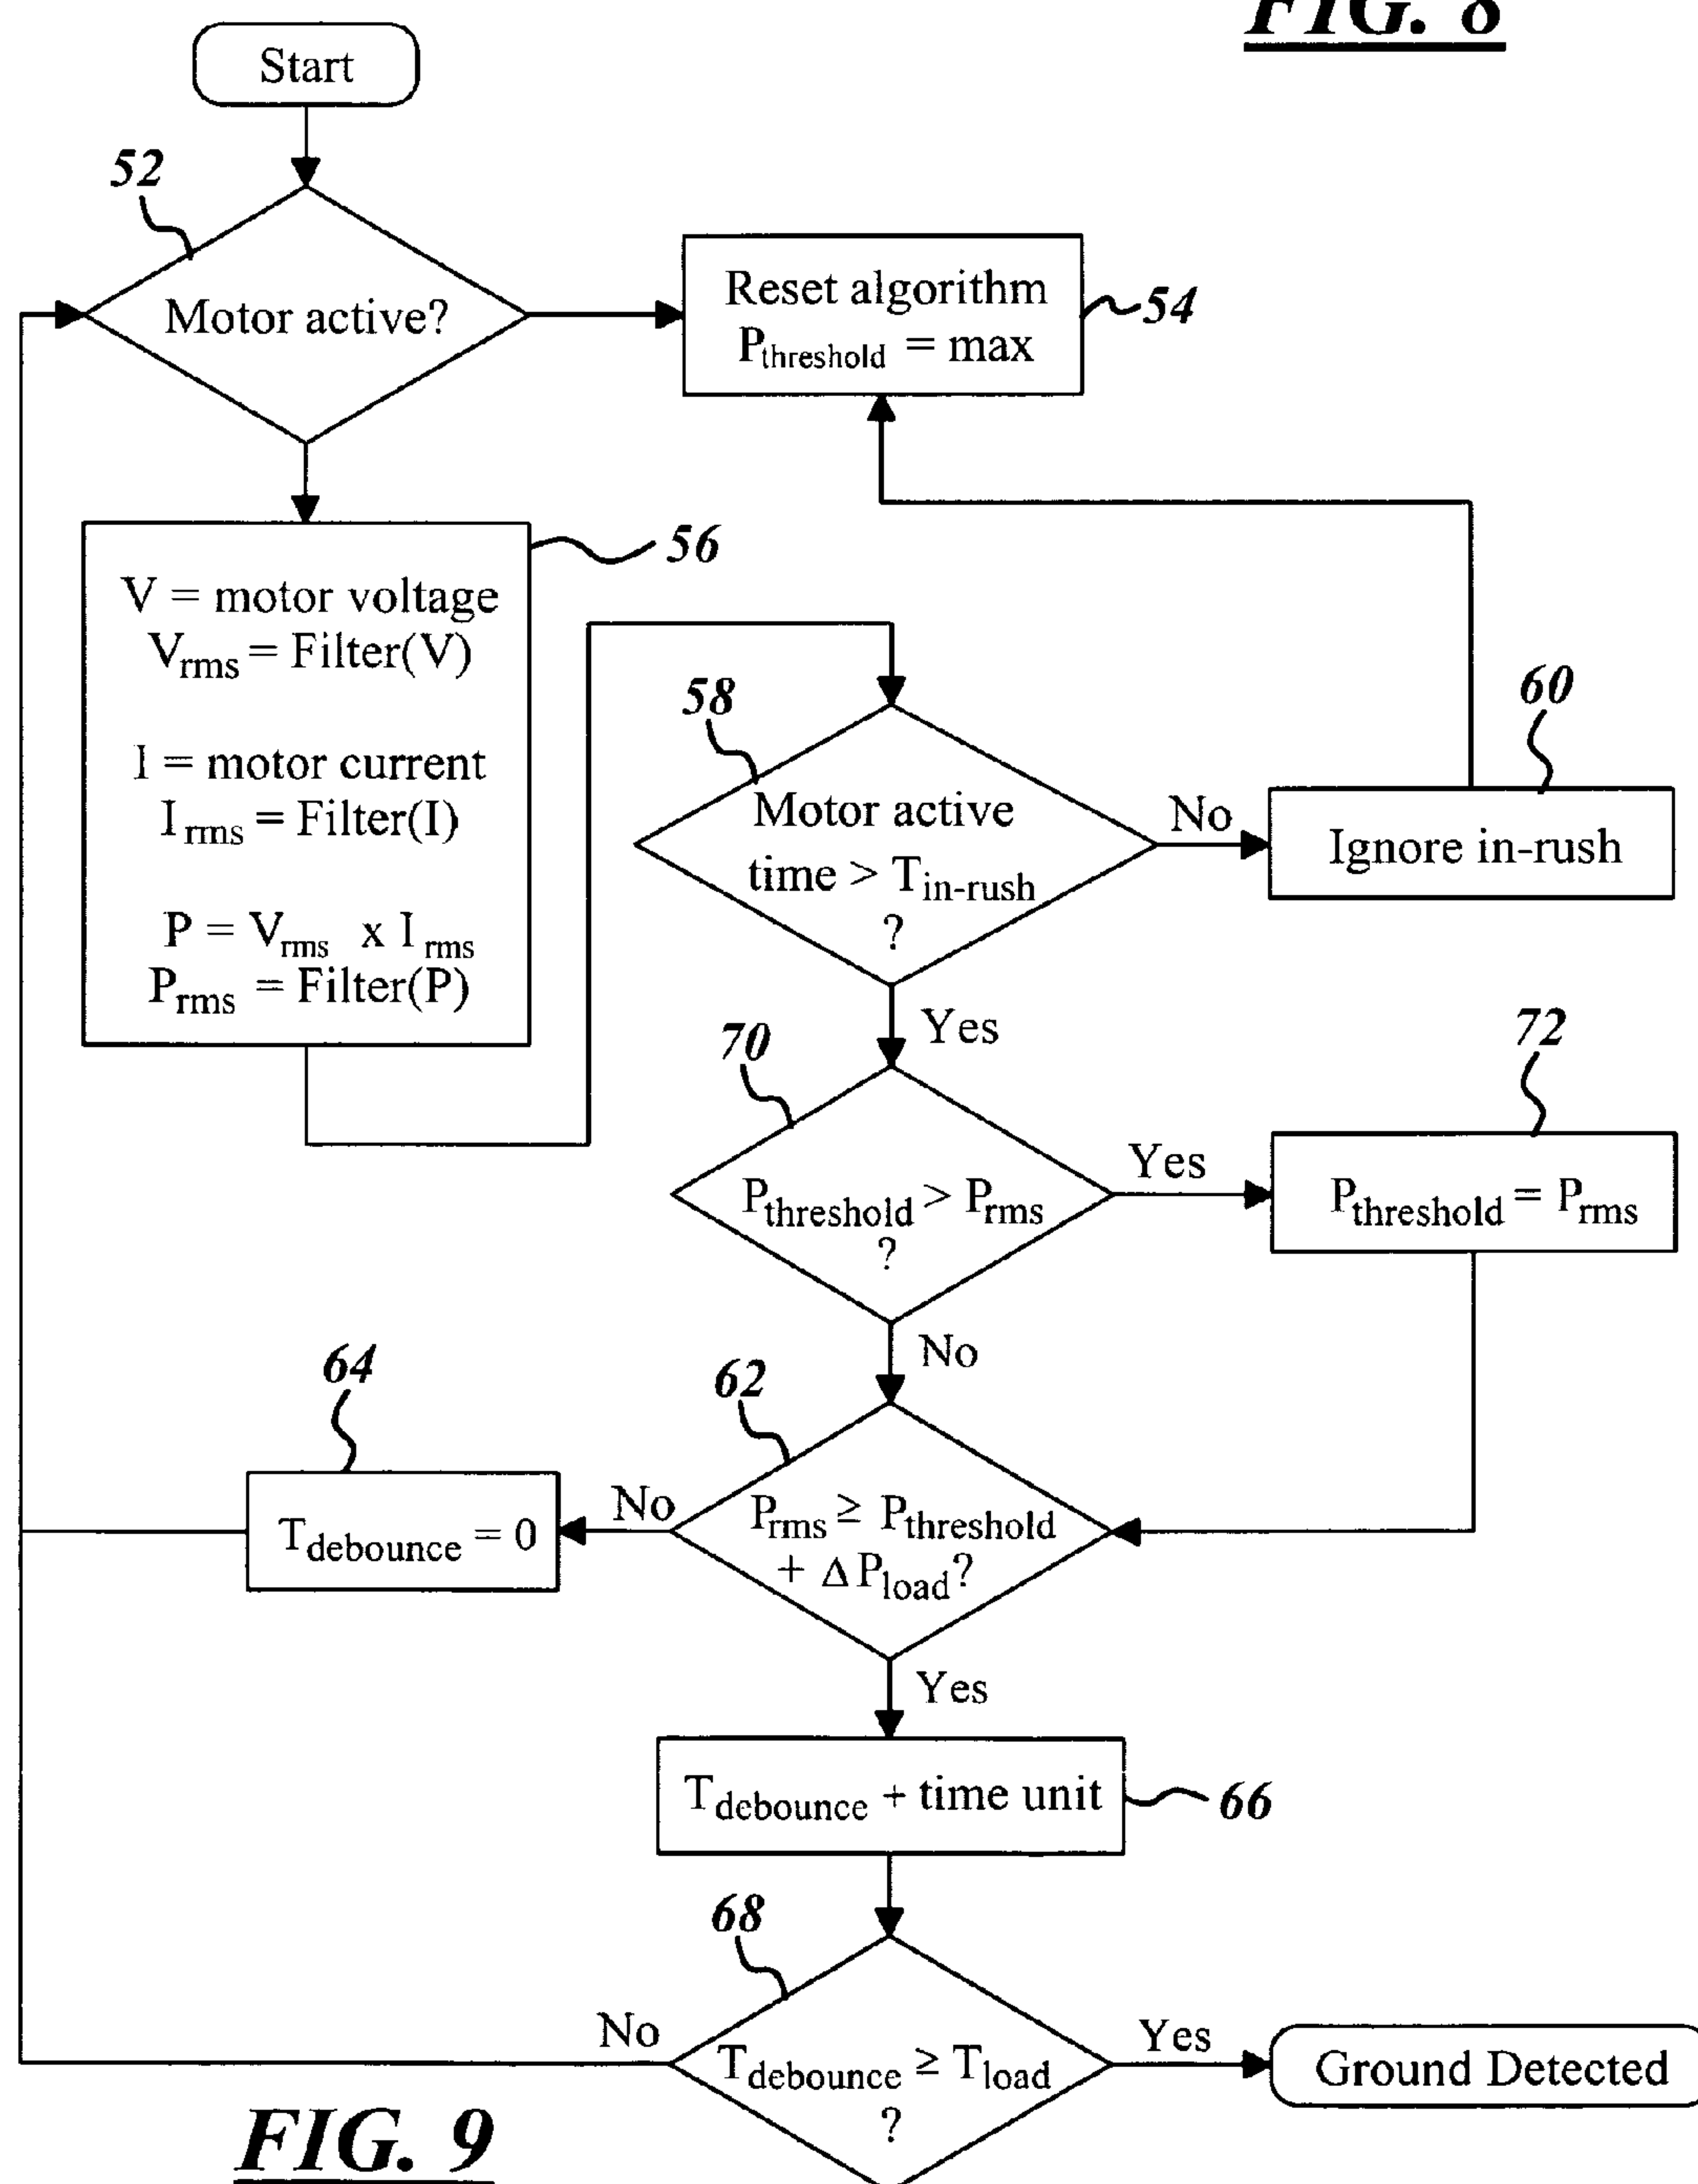 FIG. 8
Start
52
Motor active?
Reset algorithm
Pthreshold = max
54
56
V = motor voltage
Vrms = Filter(V)
I = motor current
Irms = Filter(I)
P = Vrms x Irms
Prms = Filter(P)
58
Motor active
time > Tin-rush
?
No
60
Ignore in-rush
Yes
70
Pthreshold > Prms
?
Yes
72
Pthreshold = Prms
No
62
Prms ≥ Pthreshold
+ ΔPload?
No
64
Tdebounce = 0
Yes
Tdebounce + time unit
66
68
Tdebounce ≥ Tload
?
No
Yes
Ground Detected
FIG. 9